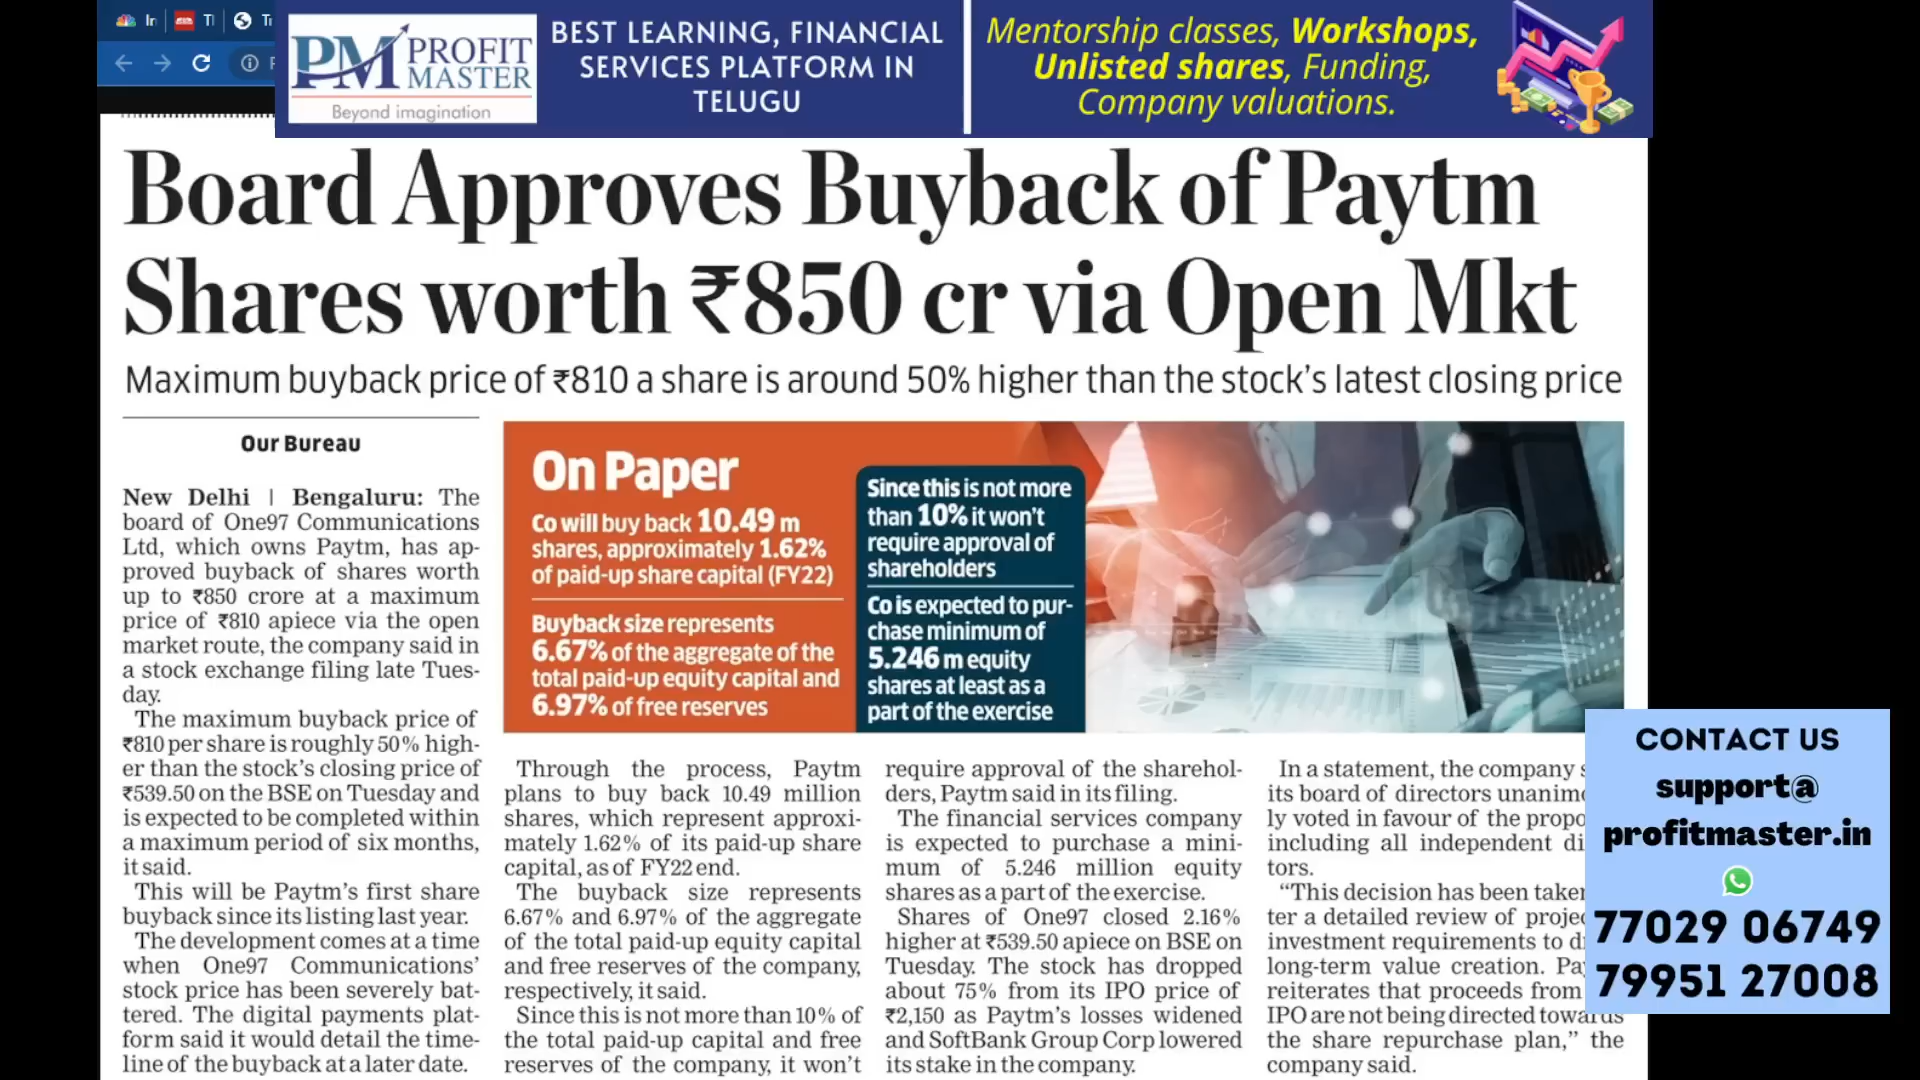 PM PROFIT MASTER
Beyond imagination
BEST LEARNING, FINANCIAL
SERVICES PLATFORM IN
TELUGU
Mentorship classes, Workshops,
Unlisted shares, Funding,
Company valuations.
Board Approves Buyback of Paytm
Shares worth ₹850 cr via Open Mkt
Maximum buyback price of ₹810 a share is around 50% higher than the stock's latest closing price
Our Bureau
New Delhi | Bengaluru: The
board of One97 Communications
Ltd, which owns Paytm, has ap-
proved buyback of shares worth
up to ₹850 crore at a maximum
price of ₹810 apiece via the open
market route, the company said in
a stock exchange filing late Tues-
day.
The maximum buyback price of
₹810 per share is roughly 50% high-
er than the stock's closing price of
₹539.50 on the BSE on Tuesday and
is expected to be completed within
a maximum period of six months,
it said.
This will be Paytm's first share
buyback since its listing last year.
The development comes at a time
when One97 Communications'
stock price has been severely bat-
tered. The digital payments plat-
form said it would detail the time-
line of the buyback at a later date.
On Paper
Co will buy back 10.49 m
shares, approximately 1.62%
of paid-up share capital (FY22)
Buyback size represents
6.67% of the aggregate of the
total paid-up equity capital and
6.97% of free reserves
Since this is not more
than 10% it won't
require approval of
shareholders
Co is expected to pur-
chase minimum of
5.246 m equity
shares at least as a
part of the exercise
Through the process, Paytm
plans to buy back 10.49 million
shares, which represent approxi-
mately 1.62% of its paid-up share
capital, as of FY22 end.
The buyback size represents
6.67% and 6.97% of the aggregate
of the total paid-up equity capital
and free reserves of the company,
respectively, it said.
Since this is not more than 10% of
the total paid-up capital and free
reserves of the company, it won't
require approval of the sharehol-
ders, Paytm said in its filing.
The financial services company
is expected to purchase a mini-
mum of 5.246 million equity
shares as a part of the exercise.
Shares of One97 closed 2.16%
higher at ₹539.50 apiece on BSE on
Tuesday. The stock has dropped
about 75% from its IPO price of
₹2,150 as Paytm's losses widened
and SoftBank Group Corp lowered
its stake in the company.
In a statement, the company
its board of directors
ly voted in favour of the
including all independent
tors.
"This decision has been
ter a detailed review of
investment requirements to
long-term value creation.
reiterates that proceeds from
IPO are not being directed towards
the share repurchase plan," the
company said.
CONTACT US
support@
profitmaster.in
77029 06749
79951 27008